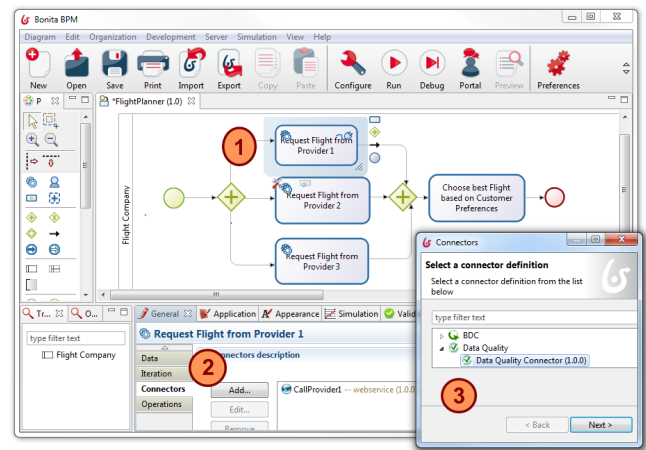 Bonita BPM
Diagram Edit Organization Development Server Simulation View Help
New Open Save Print Import Export Copy Paste Configure Run Debug Portal Preview Preferences
P
*FlightPlanner (1.0)
Flight Company
1
Request Flight from
Provider 1
Request Flight from
Provider 2
Request Flight from
Provider 3
Choose best Flight
based on Customer
Preferences
Tr... O...
type filter text
Flight Company
General Application Appearance Simulation Valid
Request Flight from Provider 1
Data
Iteration
Connectors
Operations
2
onnectors description
Add...
Edit...
Remove
CallProvider1 -- webservice (1.0.0
Connectors
Select a connector definition
Select a connector definition from the list
below
type filter text
BDC
Data Quality
Data Quality Connector (1.0.0)
3
< Back Next >